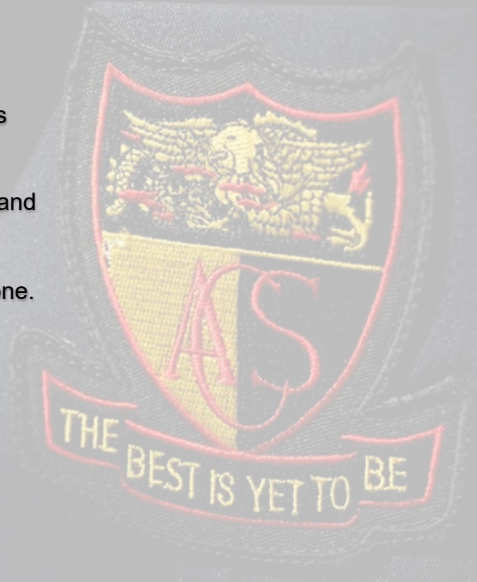 s
and
one.
ACS
THE BEST IS YET TO BE